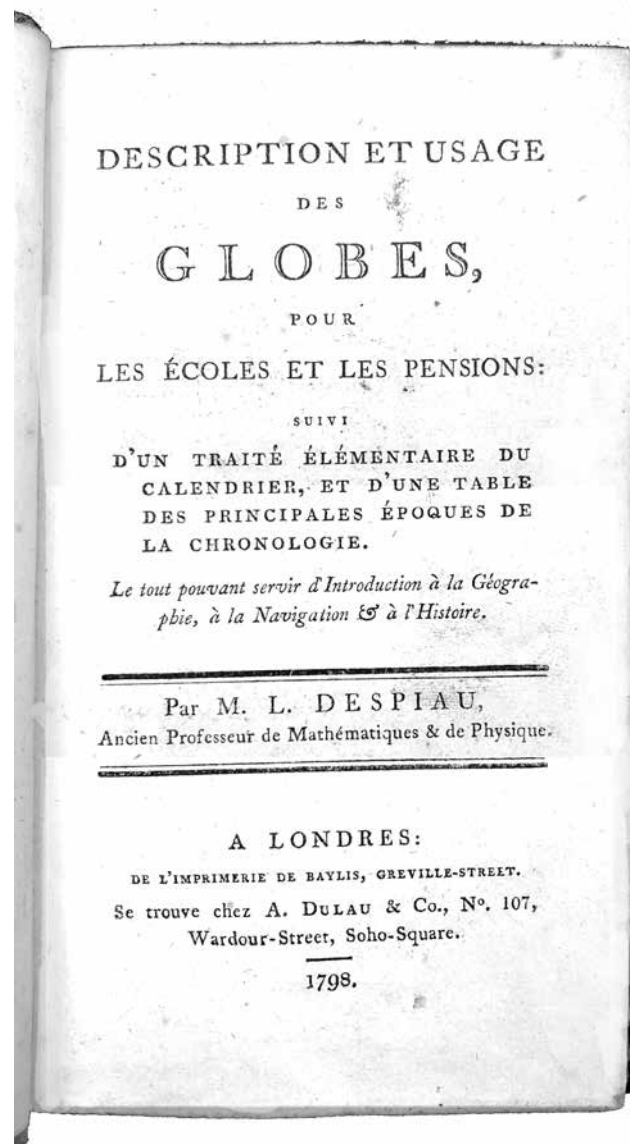 DESCRIPTION ET USAGE
DES
GLOBES,
POUR
LES ÉCOLES ET LES PENSIONS:
SUIVI
D'UN TRAITÉ ÉLÉMENTAIRE DU
CALENDRIER, ET D'UNE TABLE
DES PRINCIPALES ÉPOQUES DE
LA CHRONOLOGIE.
Le tout pouvant servir d'Introduction à la Géogra-
phie, à la Navigation & à l'Histoire.
Par M. L. DESPIAU,
Ancien Professeur de Mathématiques & de Physique.
A LONDRES:
DE L'IMPRIMERIE DE BAYLIS, GREVILLE-STREET.
Se trouve chez A. DULAU & Co., Nº. 107,
Wardour-Street, Soho-Square.
1798.